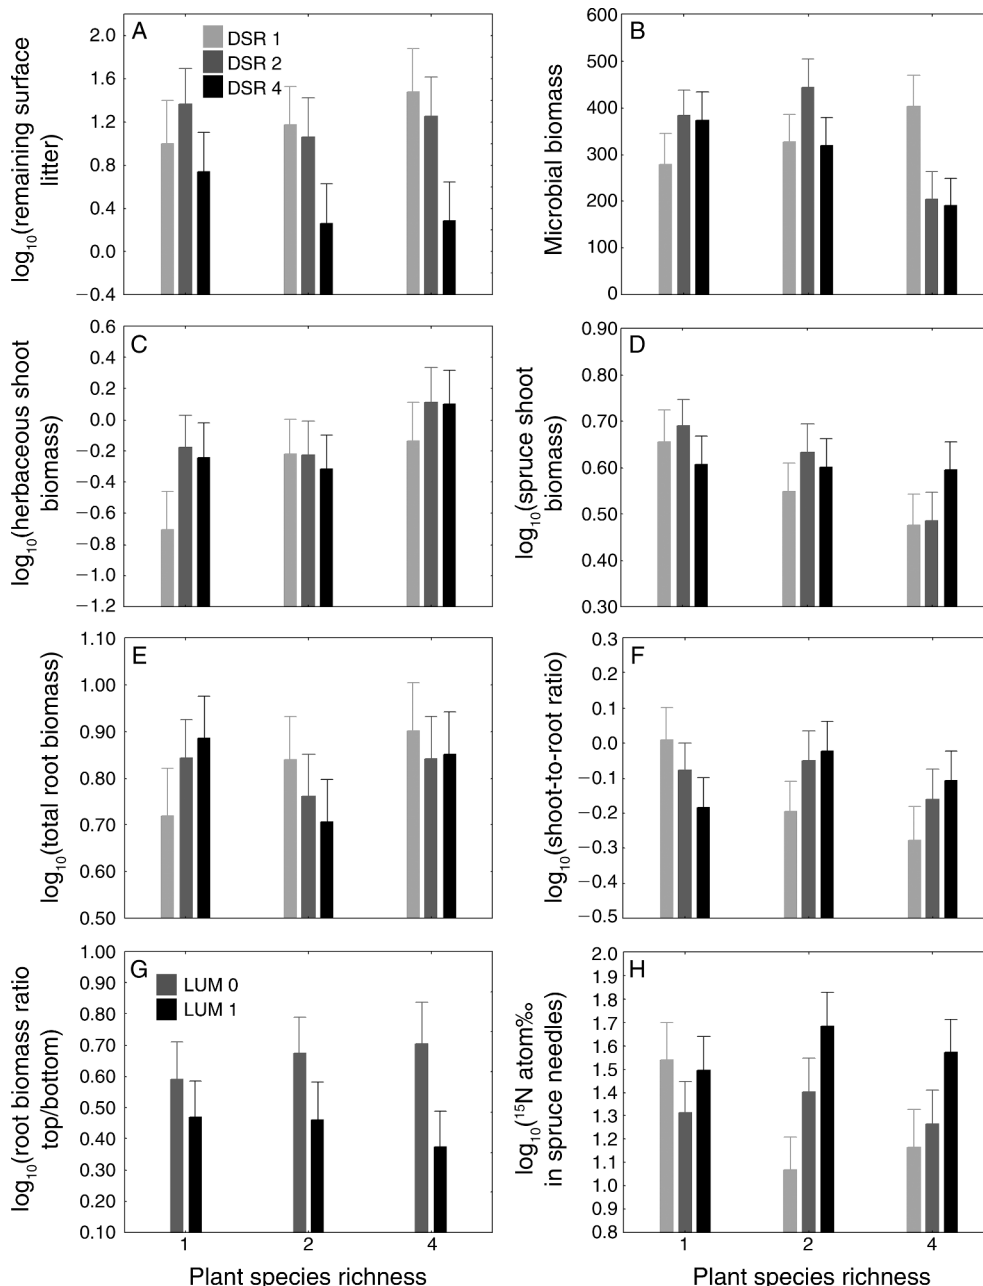 A
DSR 1
DSR 2
DSR 4
2.0
1.6
1.2
0.8
0.4
0.0
−0.4
log10(remaining surface
litter)
B
600
500
400
300
200
100
0
Microbial biomass
C
0.6
0.4
0.2
0.0
−0.2
−0.4
−0.6
−0.8
−1.0
−1.2
log10(herbaceous shoot
biomass)
D
0.90
0.80
0.70
0.60
0.50
0.40
0.30
log10(spruce shoot
biomass)
E
1.10
1.00
0.90
0.80
0.70
0.60
0.50
log10(total root biomass)
F
0.3
0.2
0.1
0.0
−0.1
−0.2
−0.3
−0.4
−0.5
log10(shoot-to-root ratio)
G
LUM 0
LUM 1
1.00
0.90
0.80
0.70
0.60
0.50
0.40
0.30
0.20
0.10
log10(root biomass ratio
top/bottom)
1 2 4
Plant species richness
H
2.0
1.9
1.8
1.7
1.6
1.5
1.4
1.3
1.2
1.1
1.0
0.9
0.8
log10(15N atom‰
in spruce needles)
1 2 4
Plant species richness